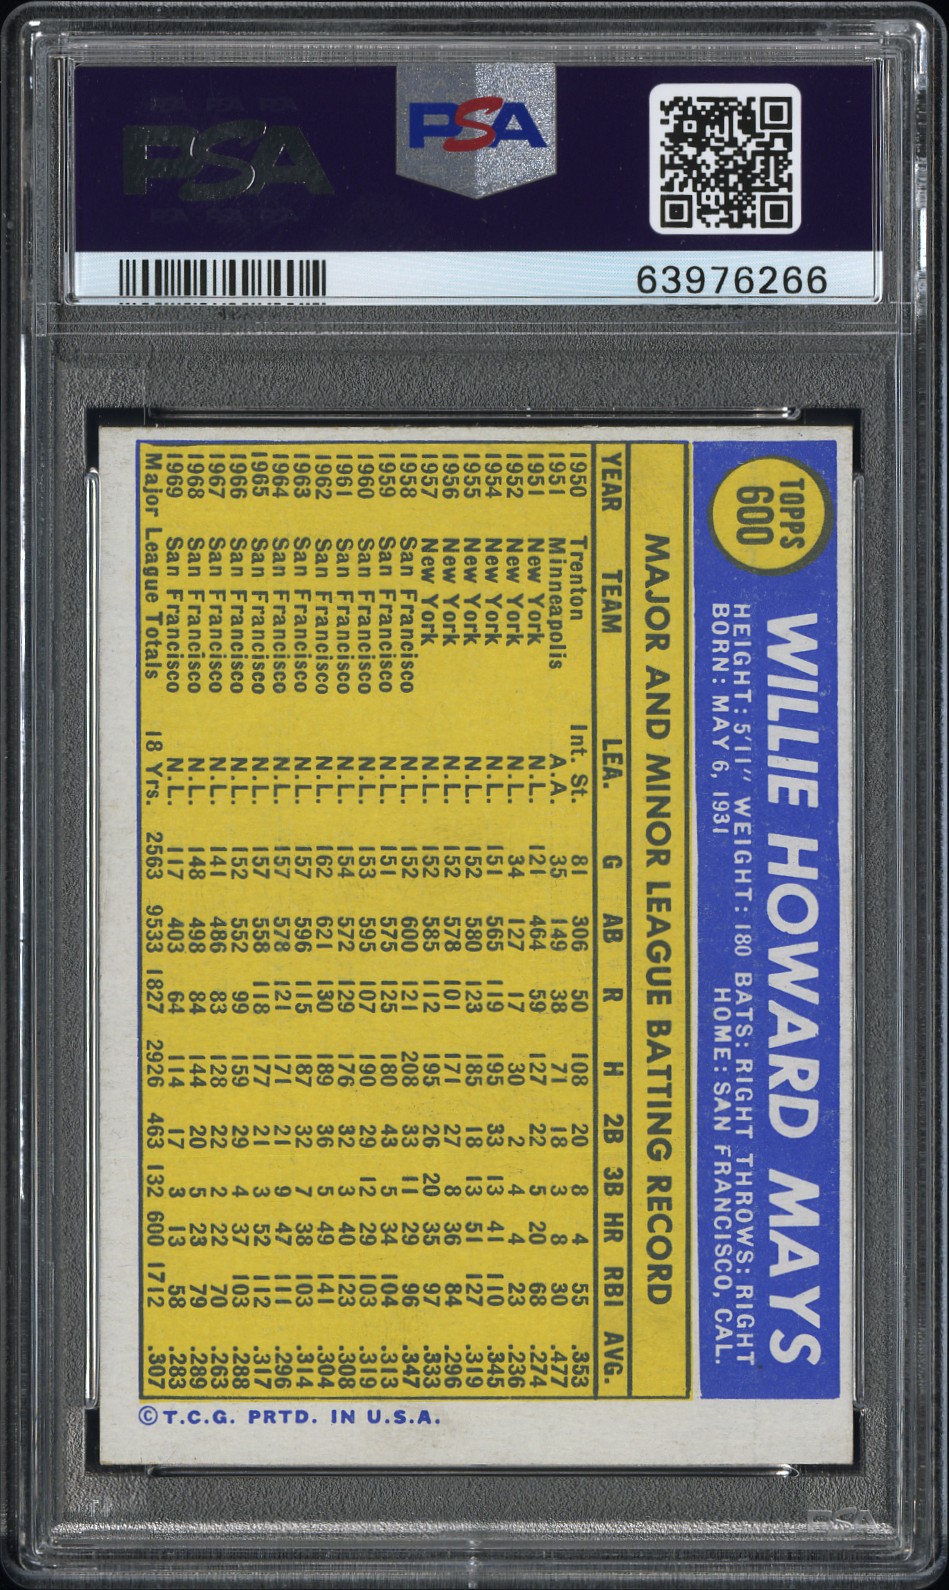 PSA
PSA
63976266
TOPPS
600
WILLIE HOWARD MAYS
HEIGHT: 5'11" WEIGHT: 180 BATS: RIGHT THROWS: RIGHT
BORN: MAY 6, 1931 HOME: SAN FRANCISCO, CAL.
MAJOR AND MINOR LEAGUE BATTING RECORD
YEAR TEAM LEA. G AB R H 2B 3B HR RBI AVG.
1950 Trenton Int. St. 81 306 50 108 20 8 4 55 .353
1951 Minneapolis A.A. 35 149 38 71 18 3 8 30 .477
1951 New York N.L. 121 464 59 127 22 5 20 68 .274
1952 New York N.L. 34 127 17 30 2 4 4 23 .236
1954 New York N.L. 151 565 119 195 33 13 41 110 .345
1955 New York N.L. 152 580 123 185 18 13 51 127 .319
1956 New York N.L. 152 578 101 171 27 8 36 84 .296
1957 New York N.L. 152 585 112 195 26 20 35 97 .333
1958 San Francisco N.L. 152 600 121 208 33 11 29 96 .347
1959 San Francisco N.L. 151 575 125 180 43 5 34 104 .313
1960 San Francisco N.L. 153 595 107 190 29 12 29 103 .319
1961 San Francisco N.L. 154 572 129 176 32 3 40 123 .308
1962 San Francisco N.L. 162 621 130 189 36 5 49 141 .304
1963 San Francisco N.L. 157 596 115 187 32 7 38 103 .314
1964 San Francisco N.L. 157 578 121 171 21 9 47 111 .296
1965 San Francisco N.L. 157 558 118 177 21 3 52 112 .317
1966 San Francisco N.L. 152 552 99 159 29 4 37 103 .288
1967 San Francisco N.L. 141 486 83 128 22 2 22 70 .263
1968 San Francisco N.L. 148 498 84 144 20 5 23 79 .289
1969 San Francisco N.L. 117 403 64 114 17 3 13 58 .283
Major League Totals 18 Yrs. 2563 9533 1827 2926 463 132 600 1712 .307
© T.C.G. PRTD. IN U.S.A.
PSA